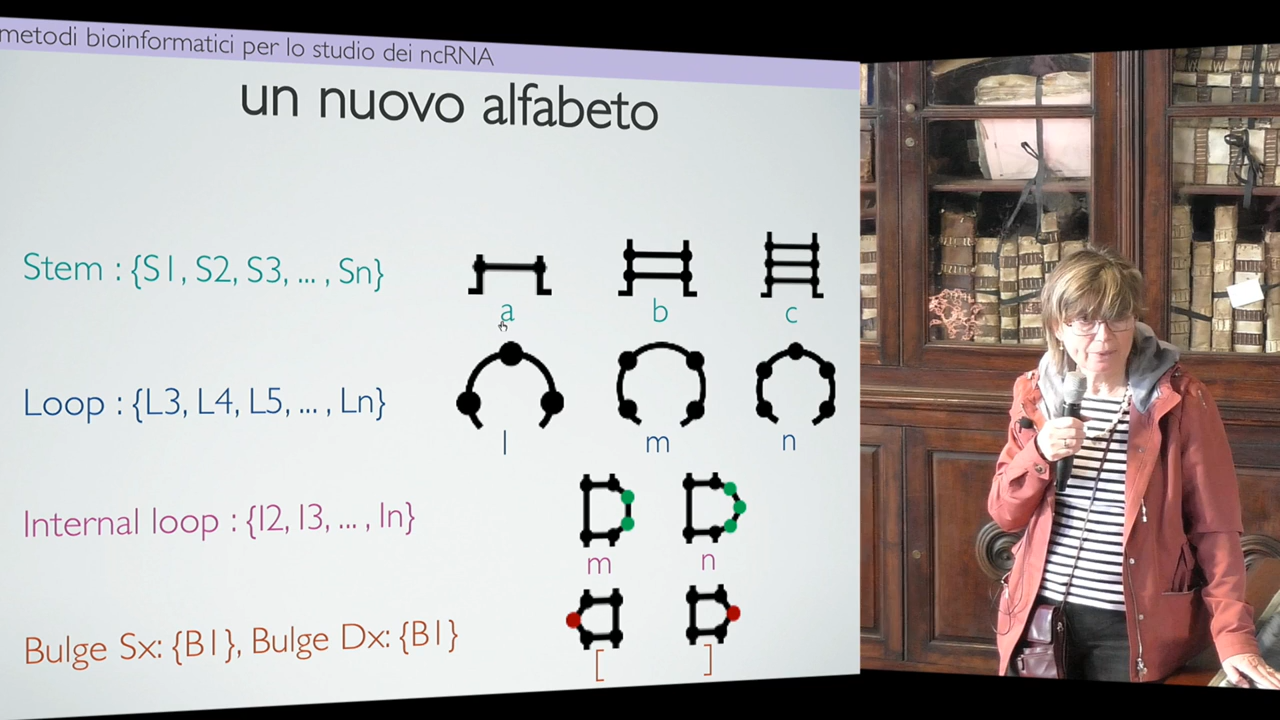 metodi bioinformatici per lo studio dei ncRNA
un nuovo alfabeto
Stem : {S1, S2, S3, ... , Sn}
a b c
Loop : {L3, L4, L5, ... , Ln}
l m n
Internal loop : {I2, I3, ... , In}
m n
Bulge Sx: {B1}, Bulge Dx: {B1}
[ ]